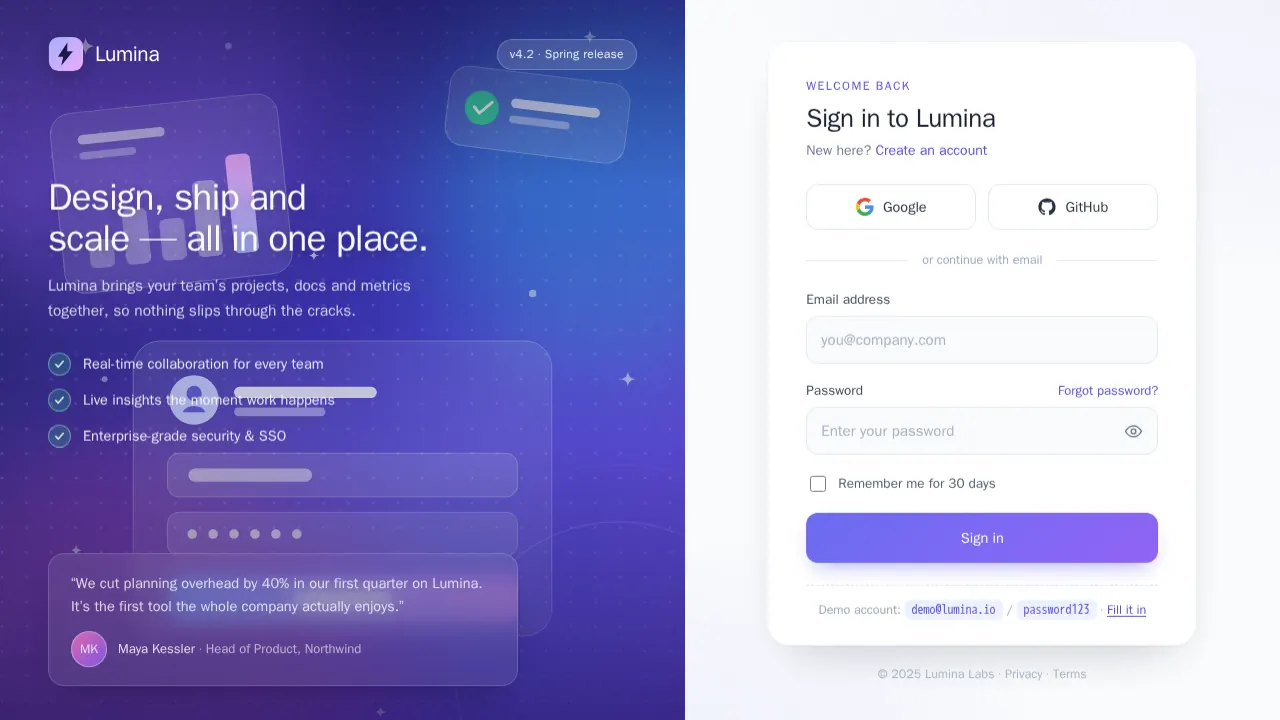 Lumina
v4.2 · Spring release
Design, ship and
scale — all in one place.
Lumina brings your team's projects, docs and metrics
together, so nothing slips through the cracks.
Real-time collaboration for every team
Live insights the moment work happens
Enterprise-grade security & SSO
“We cut planning overhead by 40% in our first quarter on Lumina.
It's the first tool the whole company actually enjoys.”
MK
Maya Kessler · Head of Product, Northwind
WELCOME BACK
Sign in to Lumina
New here? Create an account
Google
GitHub
or continue with email
Email address
you@company.com
Password
Forgot password?
Enter your password
Remember me for 30 days
Sign in
Demo account: demo@lumina.io / password123 · Fill it in
© 2025 Lumina Labs · Privacy · Terms